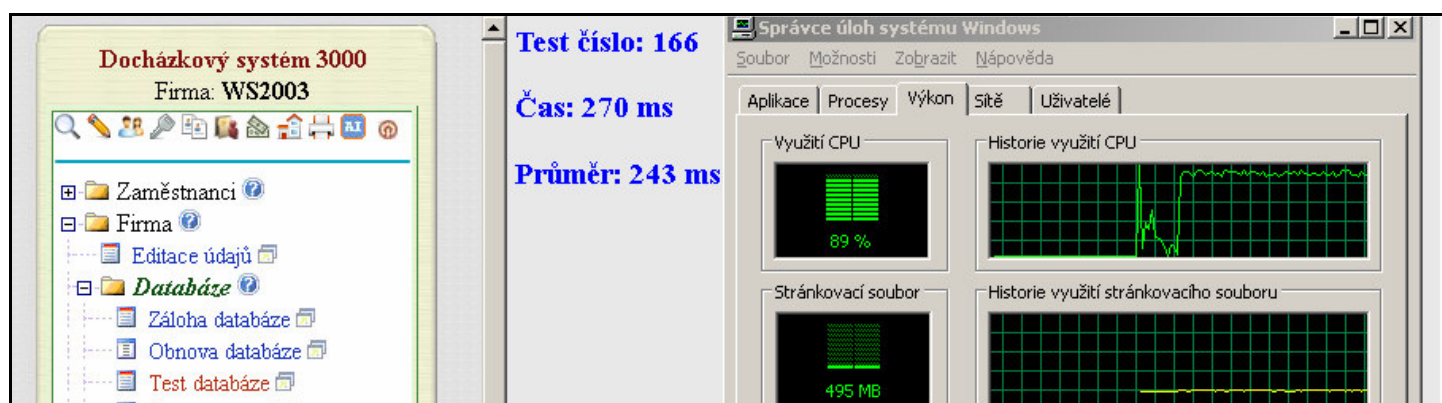 Docházkový systém 3000
Firma: WS2003
AI
Zaměstnanci
Firma
Editace údajů
Databáze
Záloha databáze
Obnova databáze
Test databáze
Test číslo: 166
Čas: 270 ms
Průměr: 243 ms
Správce úloh systému Windows
Soubor Možnosti Zobrazit Nápověda
Aplikace Procesy Výkon Sítě Uživatelé
Využití CPU
89 %
Historie využití CPU
Stránkovací soubor
495 MB
Historie využití stránkovacího souboru